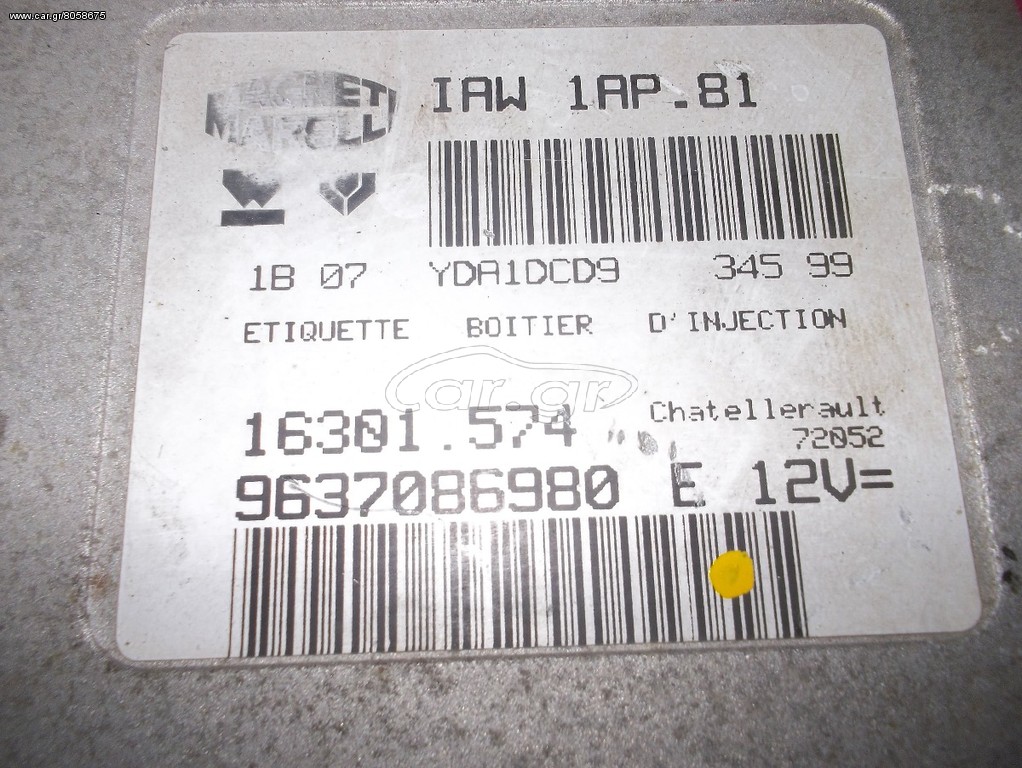 www.car.gr/8058675
MAGNETI
MARELLI
IAW 1AP.81
1B 07 YDA1DCD9 345 99
ETIQUETTE BOITIER D'INJECTION
car.gr
16301.574
Chatellerault
72052
9637086980 E 12V=